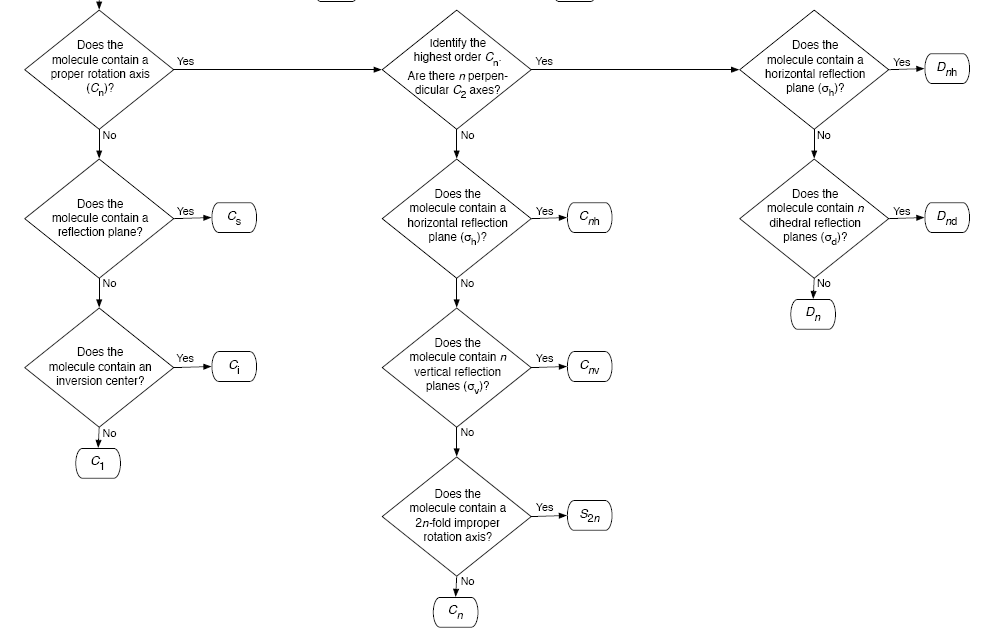 Does the
molecule contain a
proper rotation axis
(Cn)?
Yes
No
Identify the
highest order Cn.
Are there n perpen-
dicular C2 axes?
Yes
No
Does the
molecule contain a
horizontal reflection
plane (σh)?
Yes
Dnh
No
Does the
molecule contain a
reflection plane?
Yes
Cs
No
Does the
molecule contain a
horizontal reflection
plane (σh)?
Yes
Cnh
No
Does the
molecule contain n
dihedral reflection
planes (σd)?
Yes
Dnd
No
Dn
Does the
molecule contain an
inversion center?
Yes
Ci
No
C1
Does the
molecule contain n
vertical reflection
planes (σv)?
Yes
Cnv
No
Does the
molecule contain a
2n-fold improper
rotation axis?
Yes
S2n
No
Cn